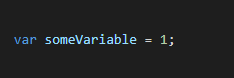 var someVariable = 1;